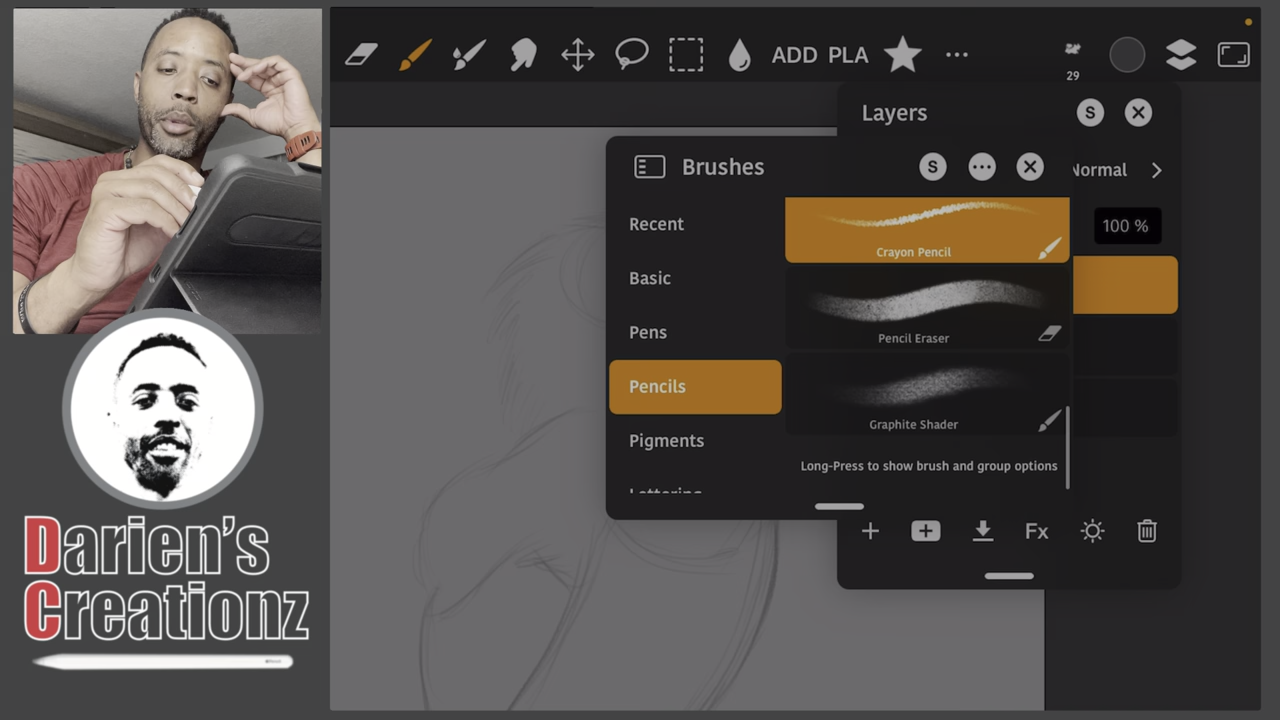 ADD PLA
29
Layers
S
Brushes
S
Normal
Recent
100 %
Crayon Pencil
Basic
Pens
Pencil Eraser
Pencils
Graphite Shader
Pigments
Long-Press to show brush and group options
Lettering
Fx
Darien's
Creationz